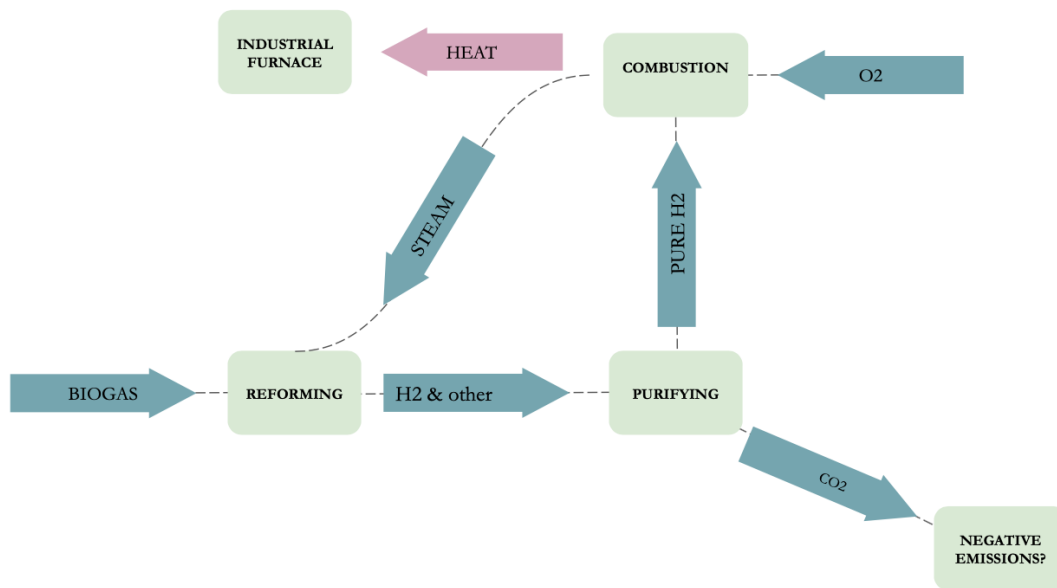 INDUSTRIAL
FURNACE
HEAT
COMBUSTION
O2
STEAM
PURE H2
BIOGAS
REFORMING
H2 & other
PURIFYING
CO2
NEGATIVE
EMISSIONS?